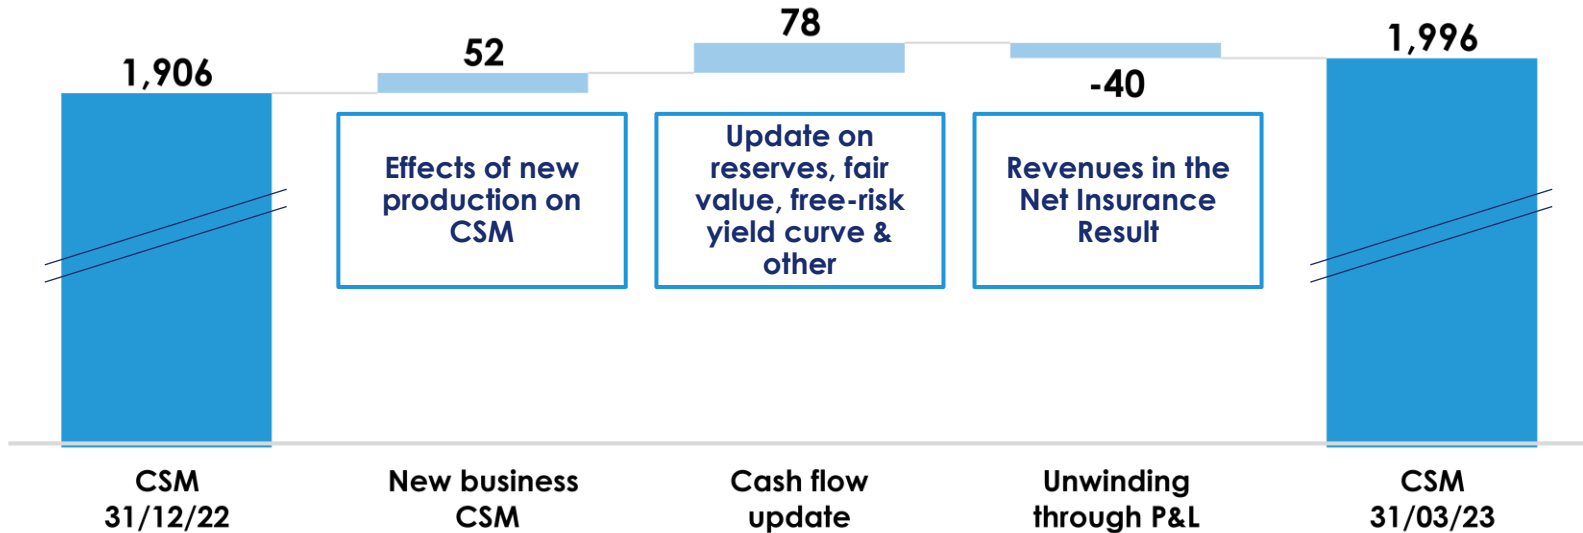 1,906
52
78
-40
1,996
Effects of new
production on
CSM
Update on
reserves, fair
value, free-risk
yield curve &
other
Revenues in the
Net Insurance
Result
CSM
31/12/22
New business
CSM
Cash flow
update
Unwinding
through P&L
CSM
31/03/23